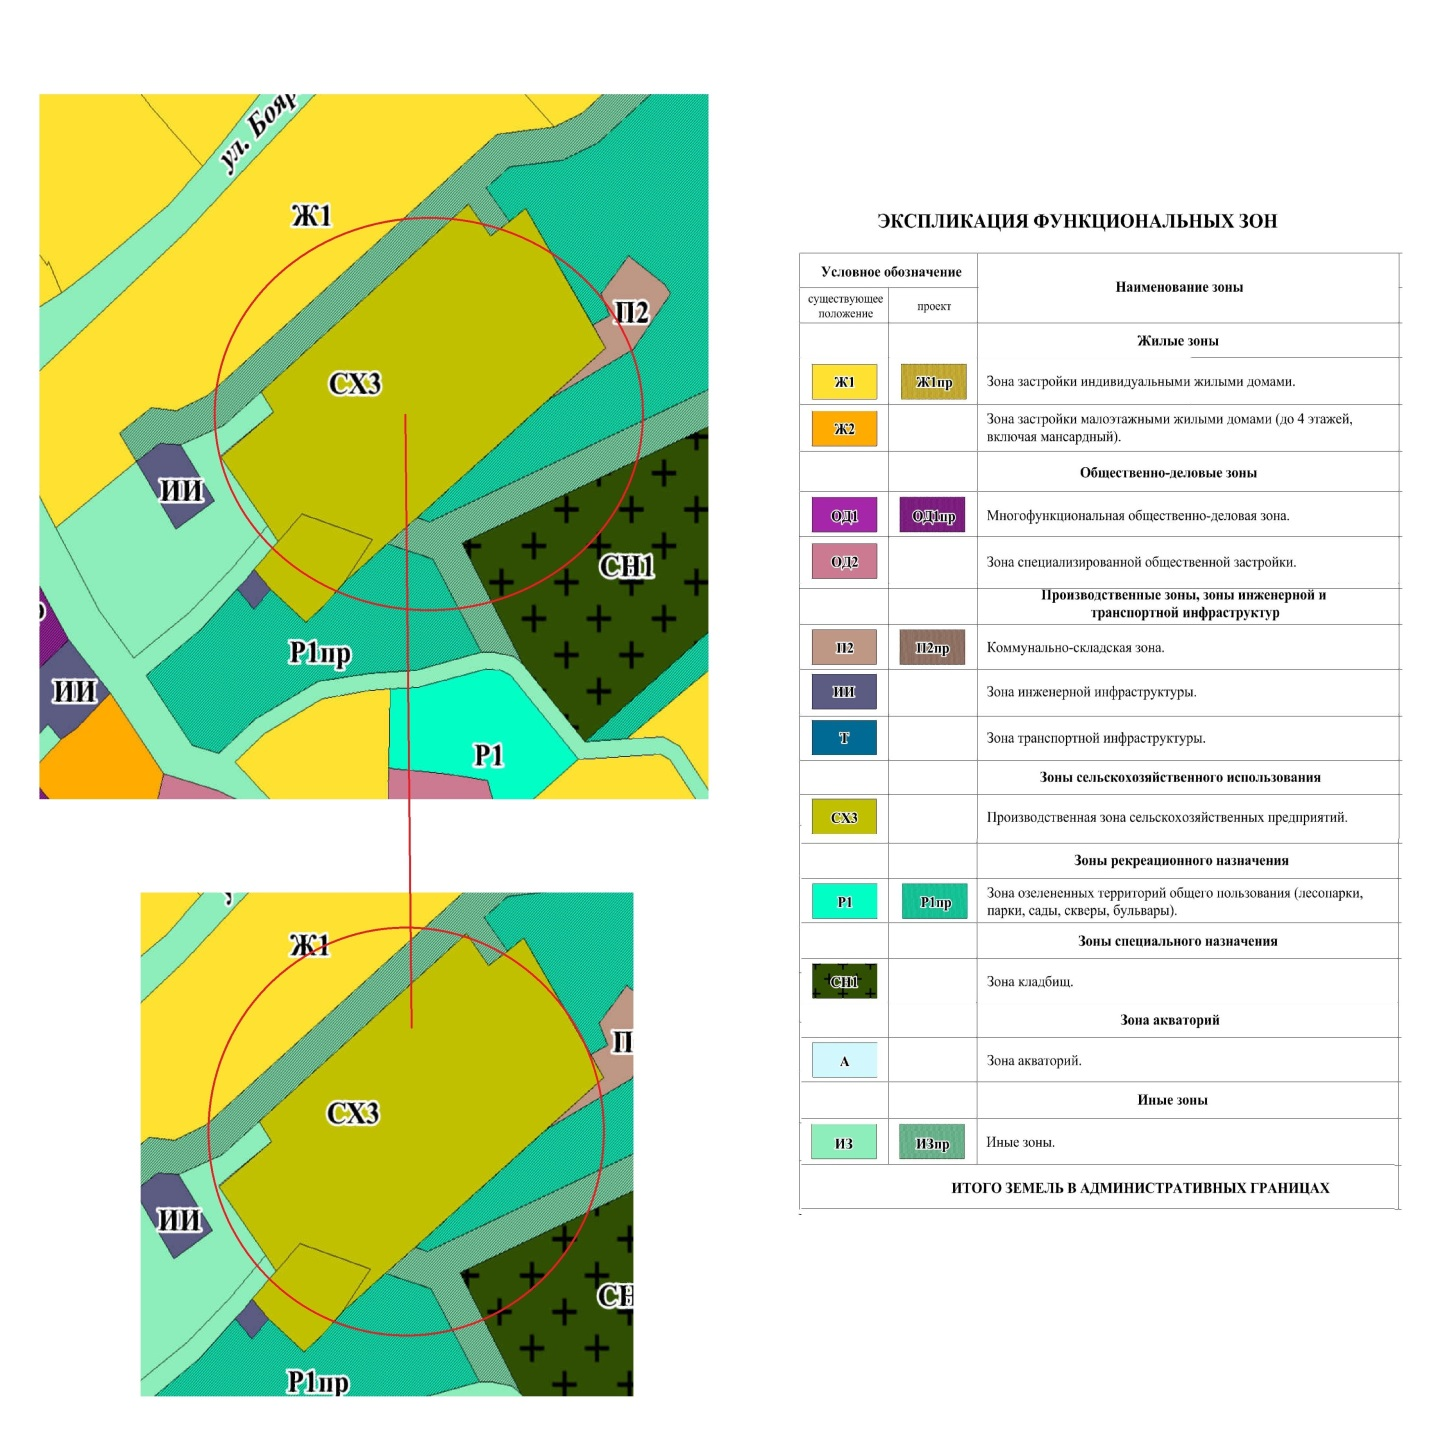 ул. Бояр
Ж1
П2
СХ3
ИИ
СН1
Р1пр
ИИ
Р1
Ж1
СХ3
ИИ
Р1пр
ЭКСПЛИКАЦИЯ ФУНКЦИОНАЛЬНЫХ ЗОН
Условное обозначение
Наименование зоны
существующее
положение
проект
Жилые зоны
Ж1 Ж1пр Зона застройки индивидуальными жилыми домами.
Ж2 Зона застройки малоэтажными жилыми домами (до 4 этажей,
включая мансардный).
Общественно-деловые зоны
ОД1 ОД1пр Многофункциональная общественно-деловая зона.
ОД2 Зона специализированной общественной застройки.
Производственные зоны, зоны инженерной и
транспортной инфраструктур
П2 П2пр Коммунально-складская зона.
ИИ Зона инженерной инфраструктуры.
Т Зона транспортной инфраструктуры.
Зоны сельскохозяйственного использования
СХ3 Производственная зона сельскохозяйственных предприятий.
Зоны рекреационного назначения
Р1 Р1пр Зона озелененных территорий общего пользования (лесопарки,
парки, сады, скверы, бульвары).
Зоны специального назначения
СН1 Зона кладбищ.
Зона акваторий
А Зона акваторий.
Иные зоны
ИЗ ИЗпр Иные зоны.
ИТОГО ЗЕМЕЛЬ В АДМИНИСТРАТИВНЫХ ГРАНИЦАХ